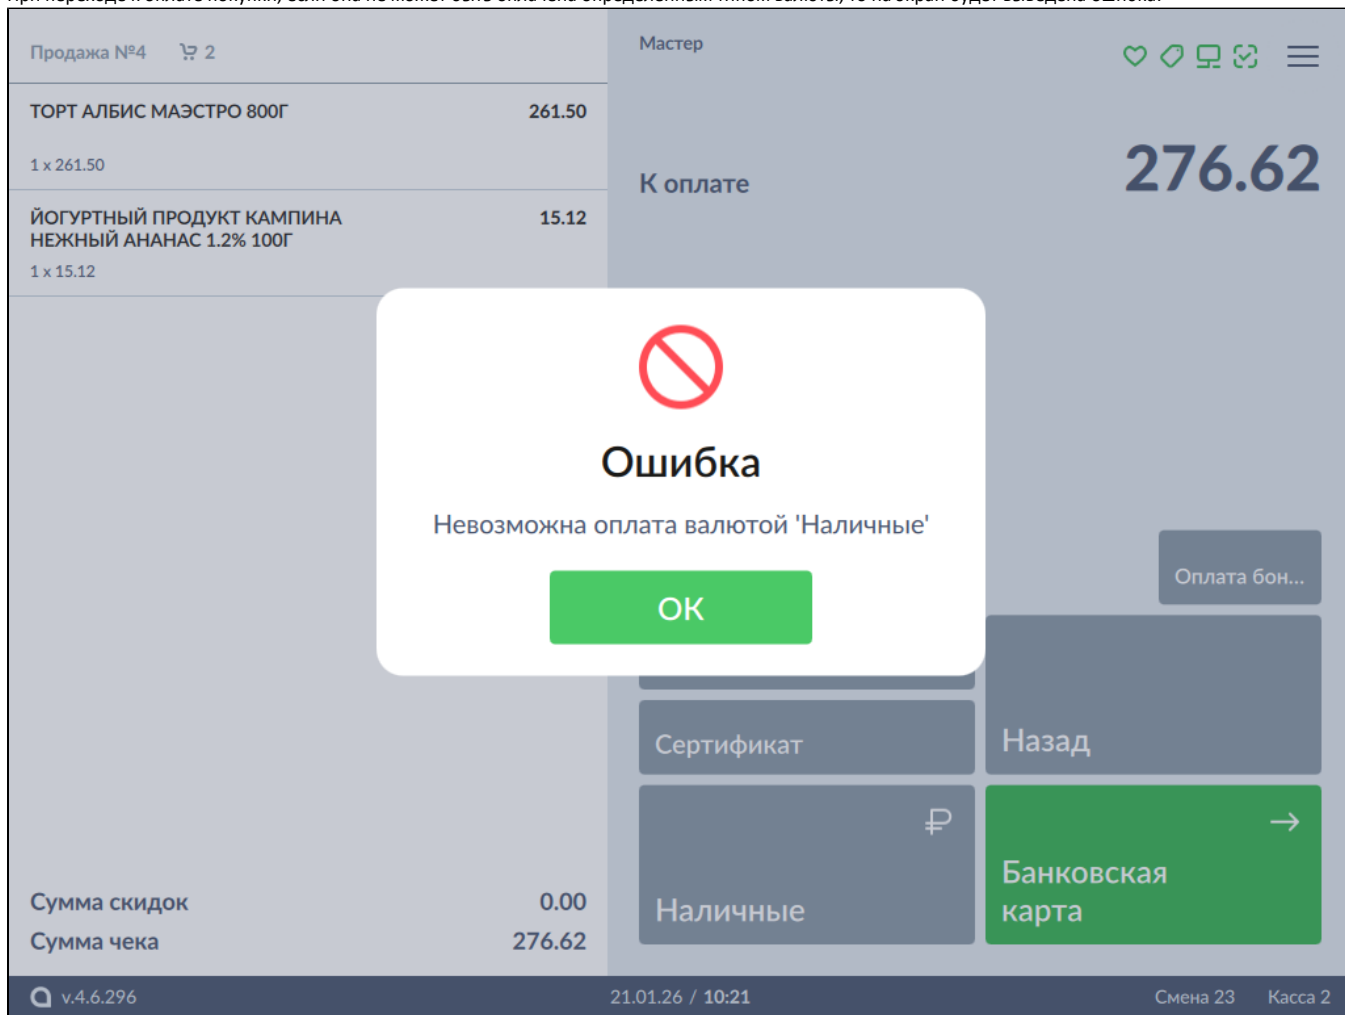 Продажа №4 2
ТОРТ АЛБИС МАЭСТРО 800Г 261.50
1 x 261.50
ЙОГУРТНЫЙ ПРОДУКТ КАМПИНА 15.12
НЕЖНЫЙ АНАНАС 1.2% 100Г
1 x 15.12
Сумма скидок 0.00
Сумма чека 276.62
Мастер
К оплате 276.62
Ошибка
Невозможна оплата валютой 'Наличные'
ОК
Оплата бон...
Сертификат
Назад
Наличные
Банковская
карта
v.4.6.296 21.01.26 / 10:21 Смена 23 Касса 2